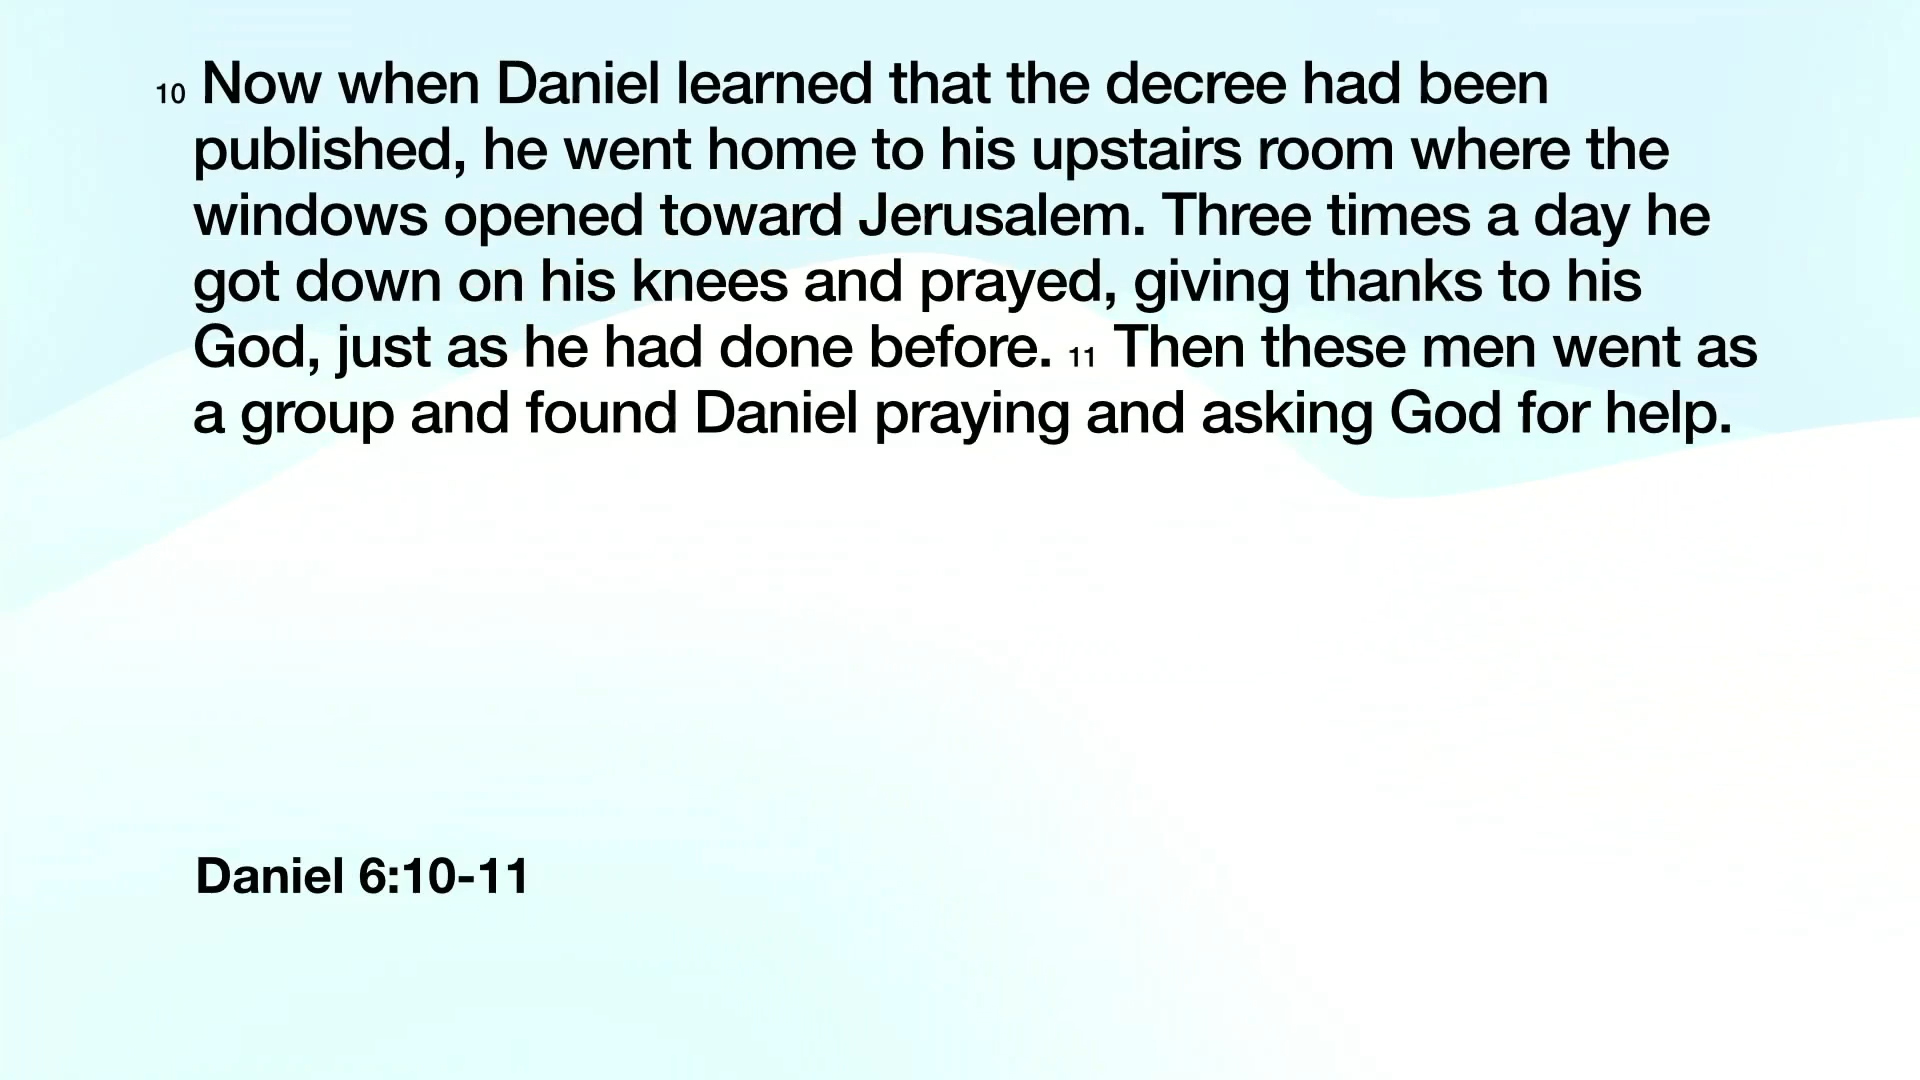 10 Now when Daniel learned that the decree had been
published, he went home to his upstairs room where the
windows opened toward Jerusalem. Three times a day he
got down on his knees and prayed, giving thanks to his
God, just as he had done before. 11 Then these men went as
a group and found Daniel praying and asking God for help.
Daniel 6:10-11